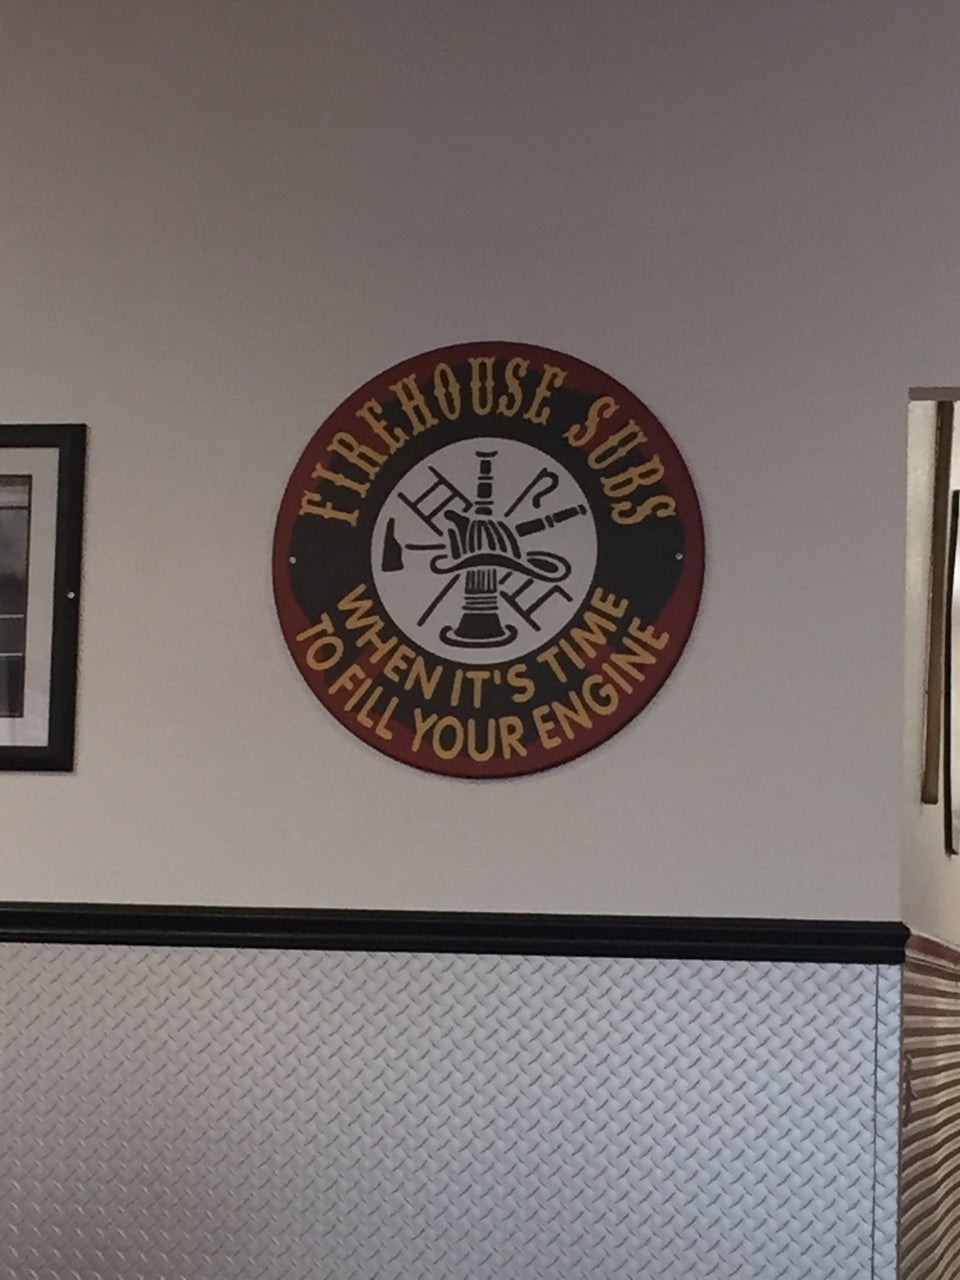 FIREHOUSE SUBS
WHEN IT'S TIME
TO FILL YOUR ENGINE